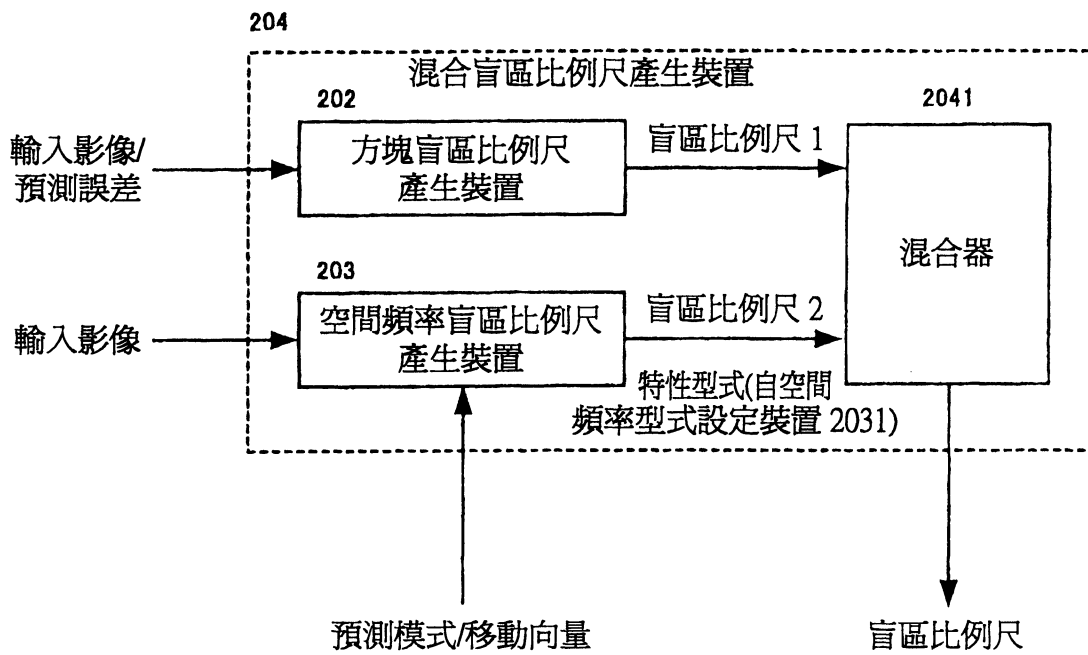 204
混合盲區比例尺產生裝置
202
2041
輸入影像/
預測誤差
方塊盲區比例尺
產生裝置
盲區比例尺 1
混合器
203
輸入影像
空間頻率盲區比例尺
產生裝置
盲區比例尺 2
特性型式(自空間
頻率型式設定裝置 2031)
預測模式/移動向量
盲區比例尺